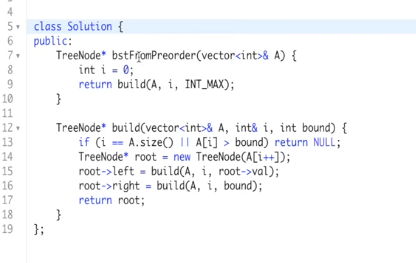 4
5 class Solution {
6 public:
7 TreeNode* bstFromPreorder(vector<int>& A) {
8 int i = 0;
9 return build(A, i, INT_MAX);
10 }
11
12 TreeNode* build(vector<int>& A, int& i, int bound) {
13 if (i == A.size() || A[i] > bound) return NULL;
14 TreeNode* root = new TreeNode(A[i++]);
15 root->left = build(A, i, root->val);
16 root->right = build(A, i, bound);
17 return root;
18 }
19 };